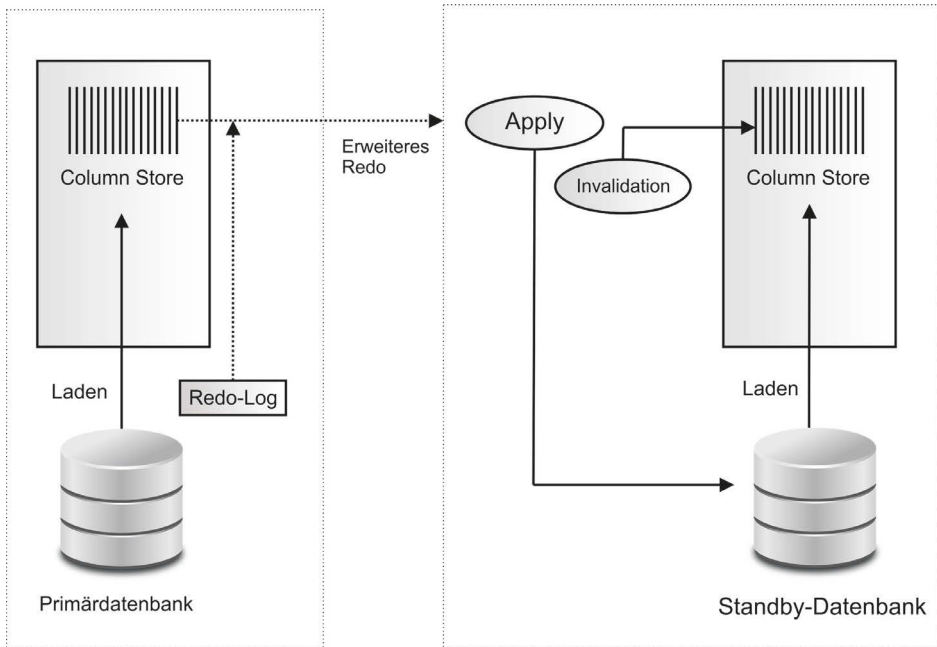 Column Store
Laden
Redo-Log
Primärdatenbank
Erweiteres
Redo
Apply
Invalidation
Column Store
Laden
Standby-Datenbank